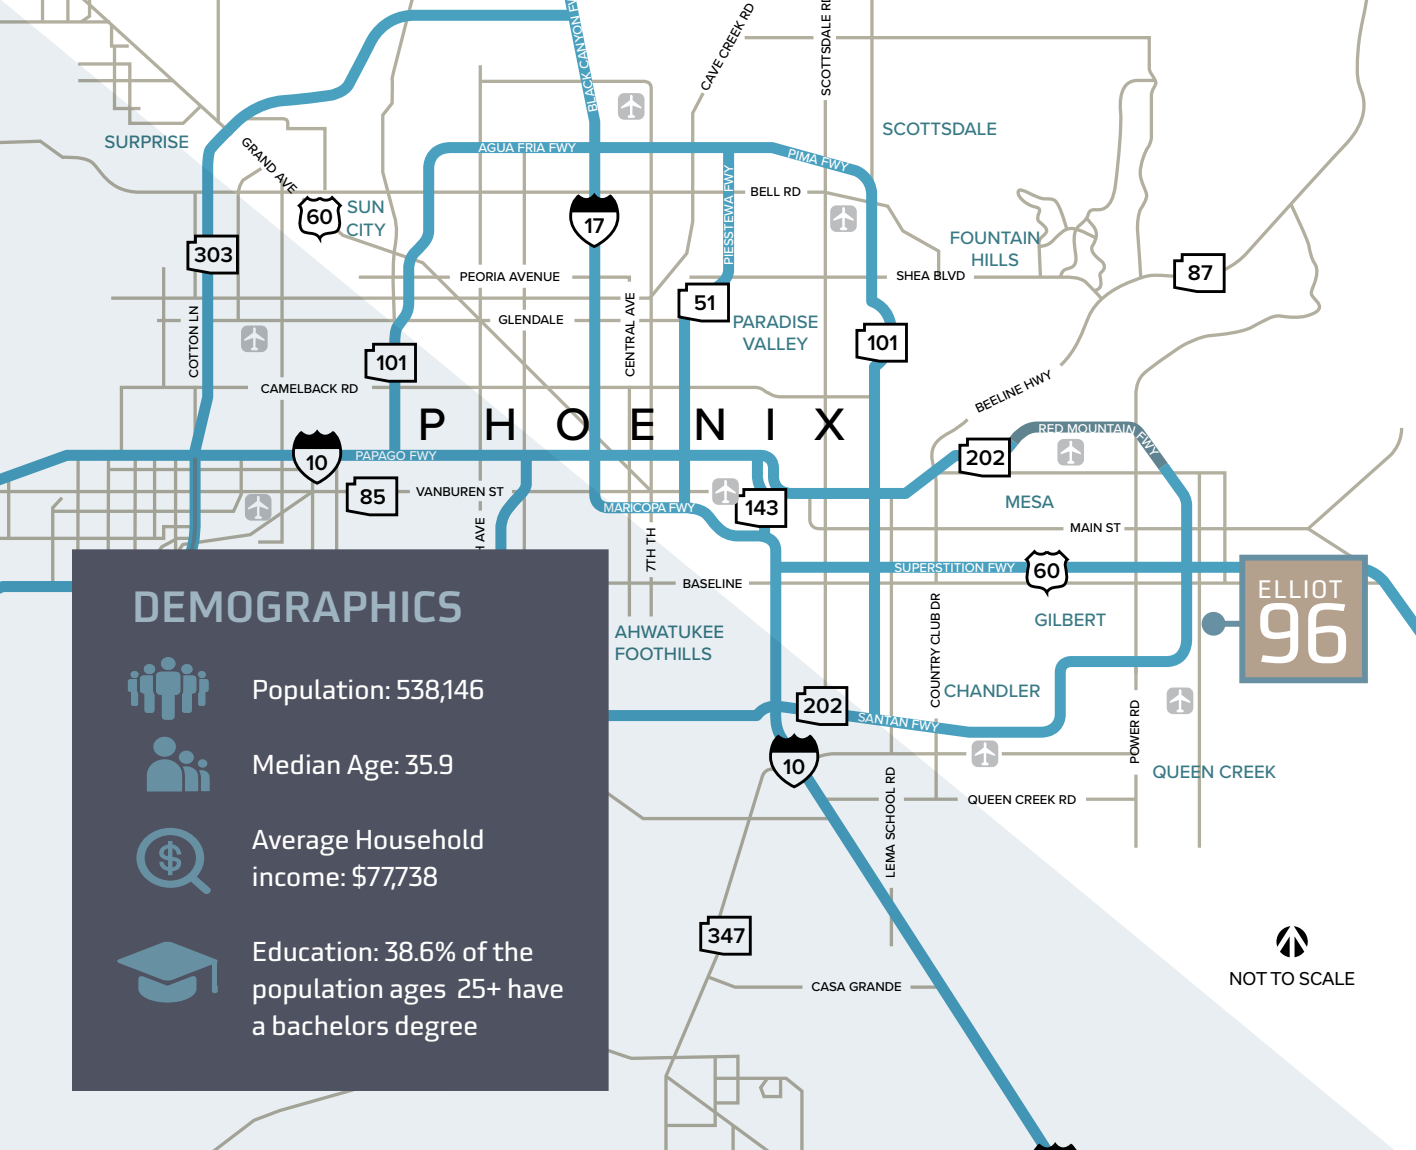 BLACK CANYON
CAVE CREEK RD
SCOTTSDALE RD
SURPRISE
GRAND AVE
60
SUN
CITY
AGUA FRIA FWY
PIMA FWY
SCOTTSDALE
PIESSTEWA FWY
BELL RD
17
303
FOUNTAIN
HILLS
PEORIA AVENUE
SHEA BLVD
87
COTTON LN
GLENDALE
CENTRAL AVE
51
PARADISE
VALLEY
101
101
CAMELBACK RD
BEELINE HWY
PHOENIX
10
PAPAGO FWY
202
RED MOUNTAIN FWY
85
VANBUREN ST
MARICOPA FWY
143
MESA
MAIN ST
AVE
7TH TH
BASELINE
SUPERSTITION FWY
60
ELLIOT
96
GILBERT
AHWATUKEE
FOOTHILLS
COUNTRY CLUB DR
CHANDLER
202
SANTAN FWY
POWER RD
10
QUEEN CREEK
LEMA SCHOOL RD
QUEEN CREEK RD
347
CASA GRANDE
NOT TO SCALE
DEMOGRAPHICS
Population: 538,146
Median Age: 35.9
$
Average Household
income: $77,738
Education: 38.6% of the
population ages 25+ have
a bachelors degree